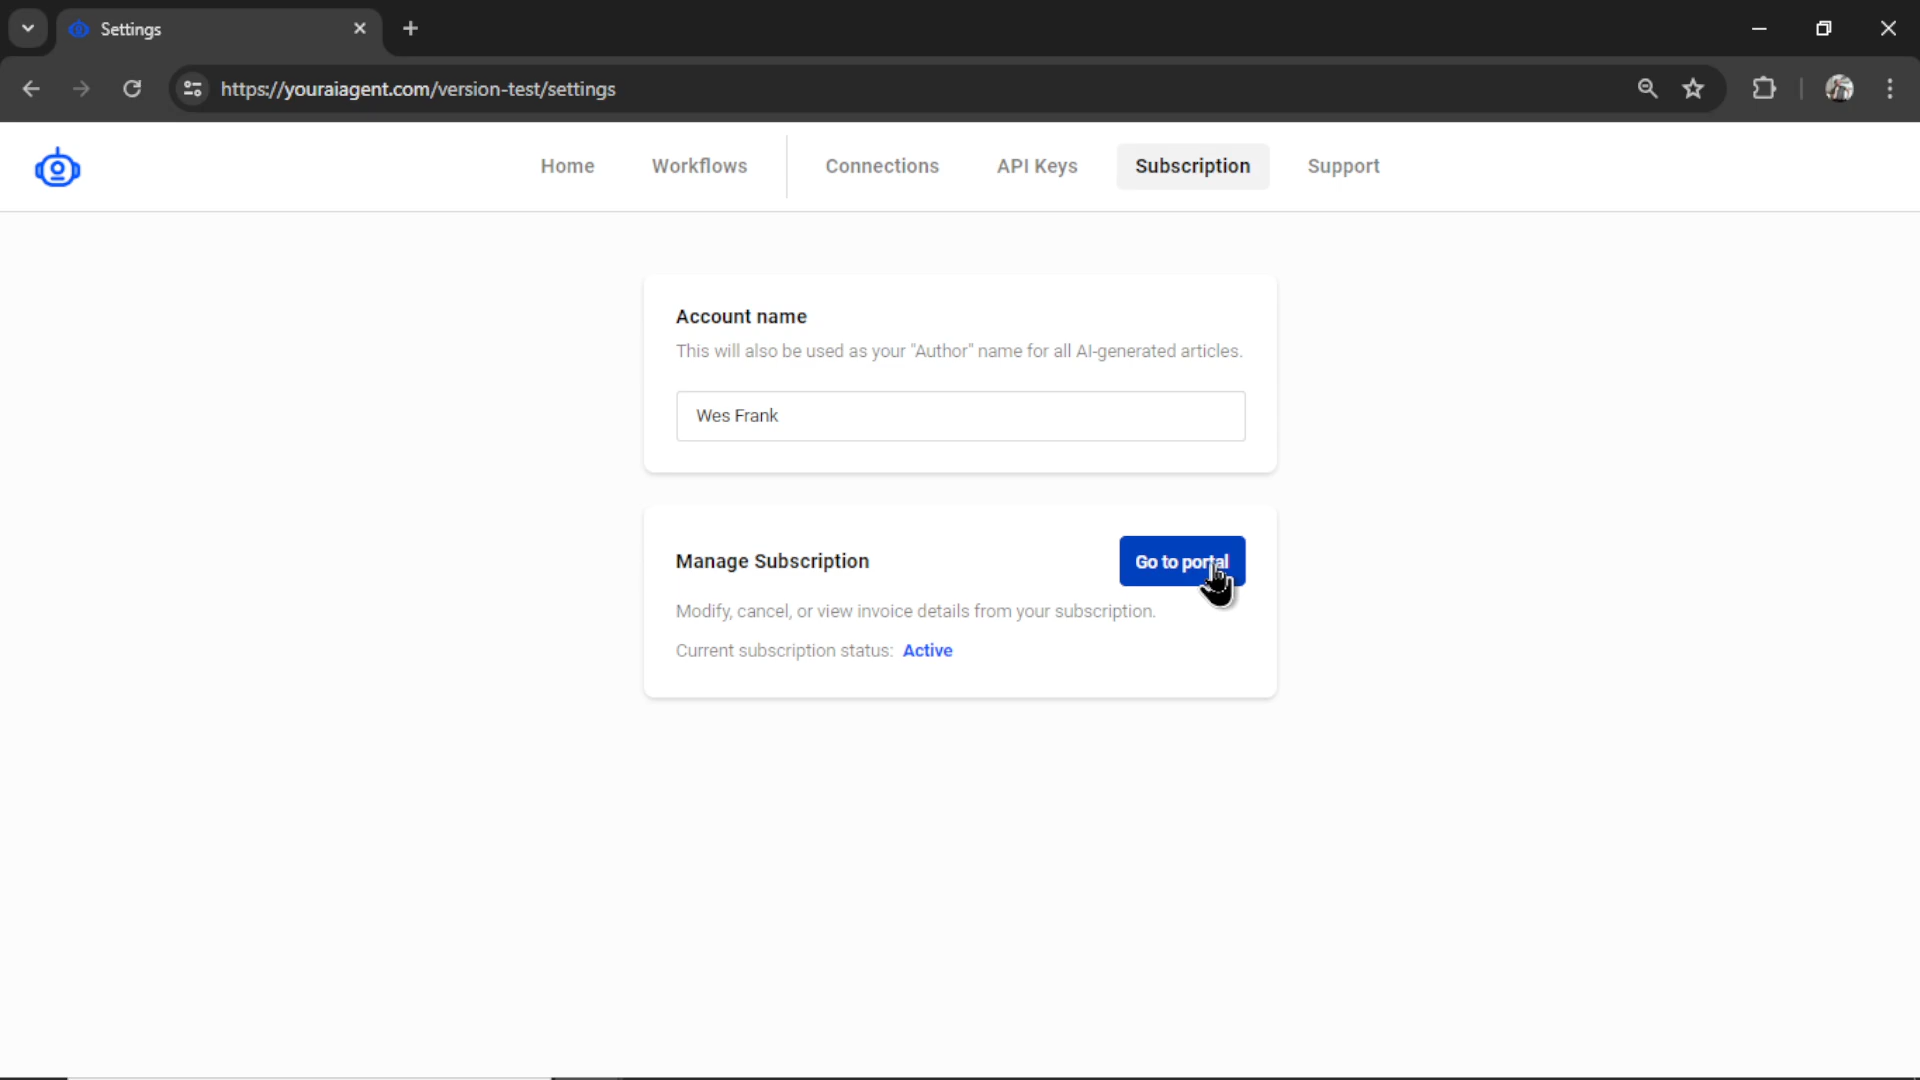 Settings
https://youraiagent.com/version-test/settings
Home
Workflows
Connections
API Keys
Subscription
Support
Account name
This will also be used as your "Author" name for all AI-generated articles.
Wes Frank
Manage Subscription
Go to portal
Modify, cancel, or view invoice details from your subscription.
Current subscription status: Active